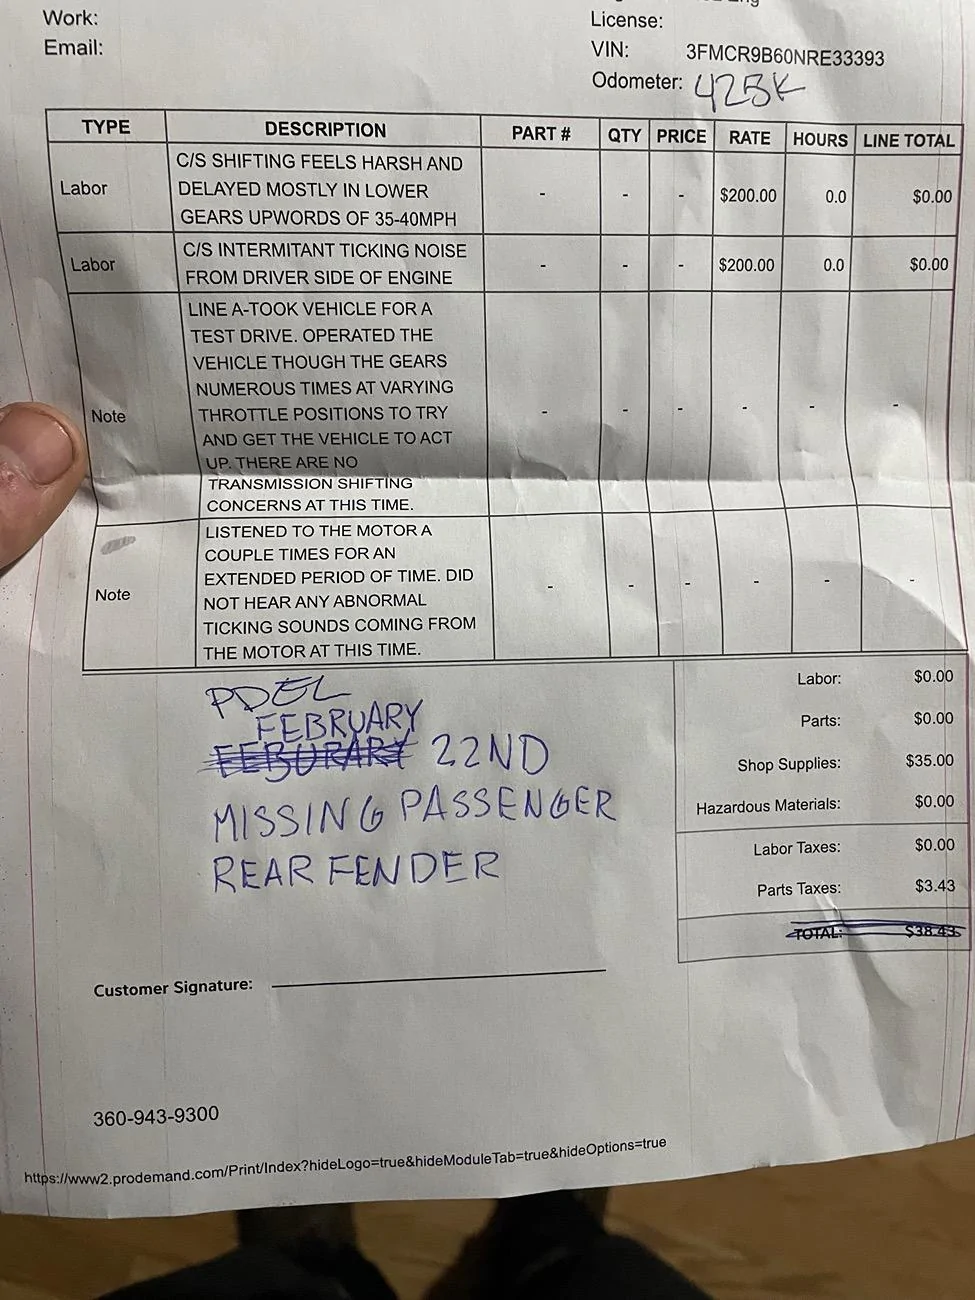 Work:
License:
Email:
VIN: 3FMCR9B60NRE33393
Odometer: 425K
TYPE DESCRIPTION PART # QTY PRICE RATE HOURS LINE TOTAL
Labor
C/S SHIFTING FEELS HARSH AND
DELAYED MOSTLY IN LOWER
GEARS UPWORDS OF 35-40MPH
- - - $200.00 0.0 $0.00
Labor
C/S INTERMITANT TICKING NOISE
FROM DRIVER SIDE OF ENGINE
- - - $200.00 0.0 $0.00
Note
LINE A-TOOK VEHICLE FOR A
TEST DRIVE. OPERATED THE
VEHICLE THOUGH THE GEARS
NUMEROUS TIMES AT VARYING
THROTTLE POSITIONS TO TRY
AND GET THE VEHICLE TO ACT
UP. THERE ARE NO
TRANSMISSION SHIFTING
CONCERNS AT THIS TIME.
- - - - - -
Note
LISTENED TO THE MOTOR A
COUPLE TIMES FOR AN
EXTENDED PERIOD OF TIME. DID
NOT HEAR ANY ABNORMAL
TICKING SOUNDS COMING FROM
THE MOTOR AT THIS TIME.
- - - - - -
Labor: $0.00
Parts: $0.00
Shop Supplies: $35.00
Hazardous Materials: $0.00
Labor Taxes: $0.00
Parts Taxes: $3.43
TOTAL: $38.43
PDEL
FEBRUARY
FEBURARY 22ND
MISSING PASSENGER
REAR FENDER
Customer Signature:
360-943-9300
https://www2.prodemand.com/Print/Index?hideLogo=true&hideModuleTab=true&hideOptions=true